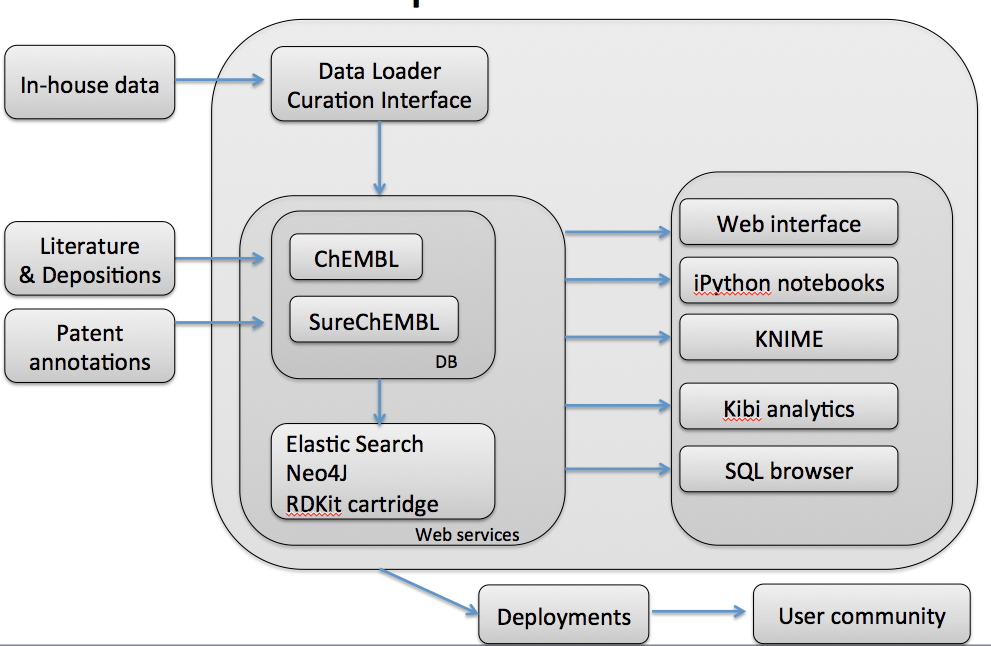 In-house data
Data Loader
Curation Interface
Literature
& Depositions
Patent
annotations
ChEMBL
SureChEMBL
DB
Elastic Search
Neo4J
RDKit cartridge
Web services
Web interface
iPython notebooks
KNIME
Kibi analytics
SQL browser
Deployments
User community